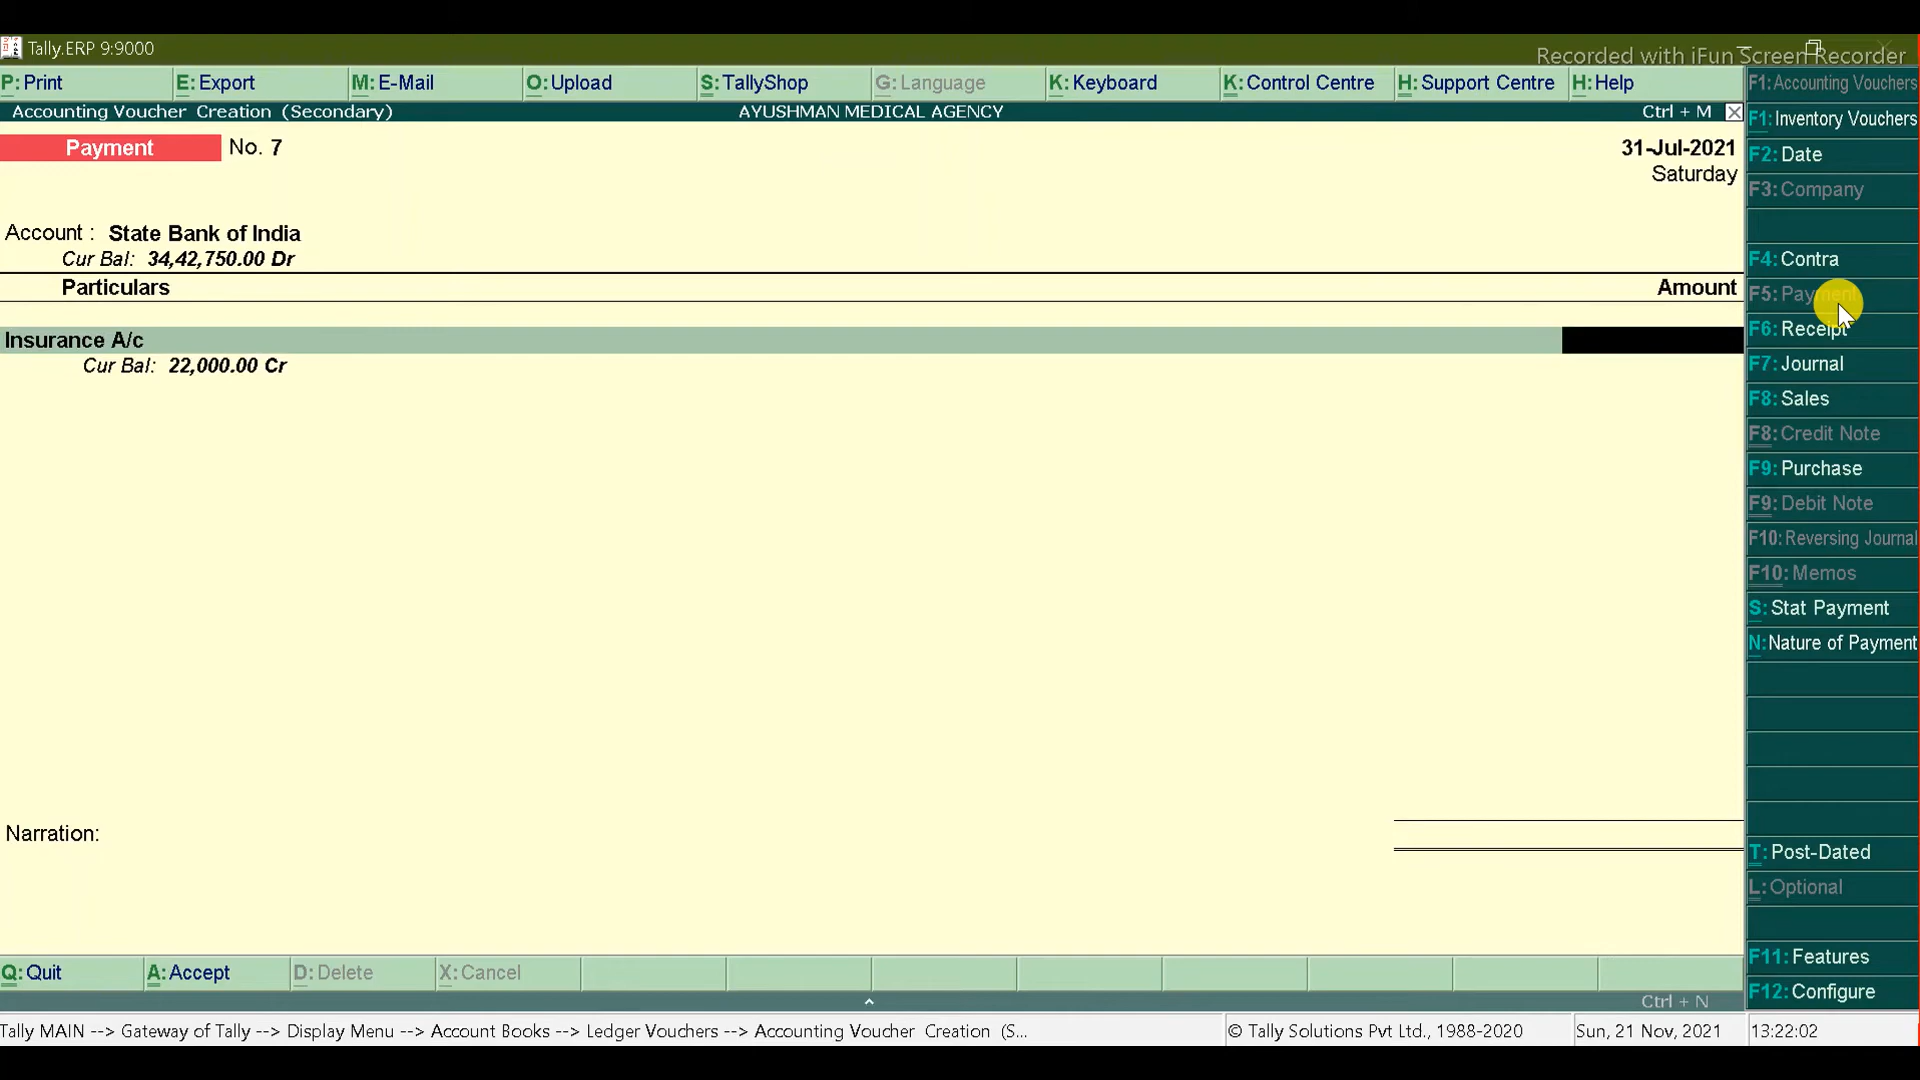 Tally.ERP 9:9000
Recorded with iFun Screen Recorder
P: Print E: Export M: E-Mail O: Upload S: TallyShop G: Language K: Keyboard K: Control Centre H: Support Centre H: Help
F1: Accounting Vouchers
Accounting Voucher Creation (Secondary) AYUSHMAN MEDICAL AGENCY Ctrl + M
F1: Inventory Vouchers
Payment No. 7 31-Jul-2021
F2: Date
Saturday
F3: Company
Account : State Bank of India
Cur Bal: 34,42,750.00 Dr
F4: Contra
Particulars Amount
F5: Payment
F6: Receipt
Insurance A/c
Cur Bal: 22,000.00 Cr
F7: Journal
F8: Sales
F8: Credit Note
F9: Purchase
F9: Debit Note
F10: Reversing Journal
F10: Memos
S: Stat Payment
N: Nature of Payment
Narration:
T: Post-Dated
L: Optional
F11: Features
Q: Quit A: Accept D: Delete X: Cancel
F12: Configure
Ctrl + N
Tally MAIN --> Gateway of Tally --> Display Menu --> Account Books --> Ledger Vouchers --> Accounting Voucher Creation (S... © Tally Solutions Pvt Ltd., 1988-2020 Sun, 21 Nov, 2021 13:22:02